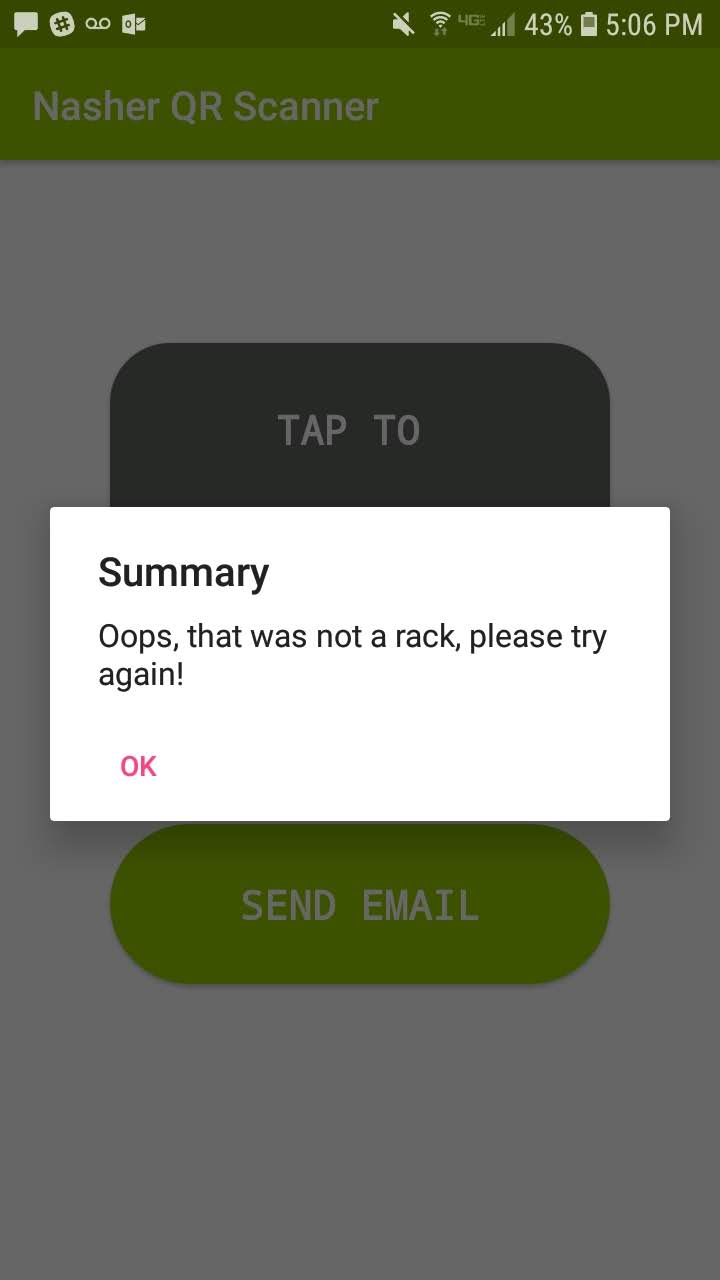 4G 43% 5:06 PM
Nasher QR Scanner
TAP TO
Summary
Oops, that was not a rack, please try
again!
OK
SEND EMAIL